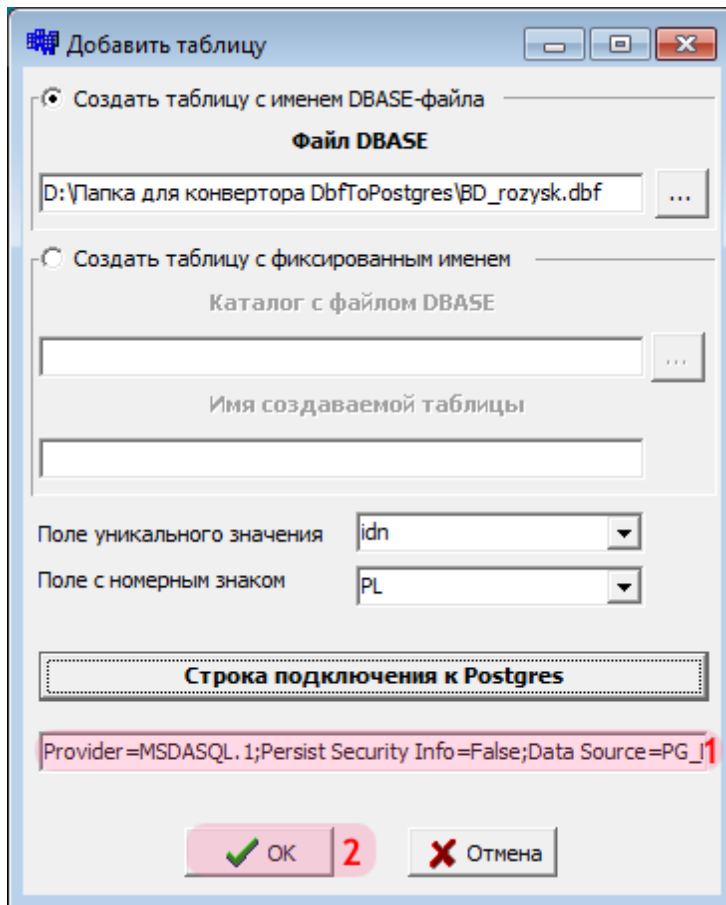 Добавить таблицу
Создать таблицу с именем DBASE-файла
Файл DBASE
D:\Папка для конвертора DbfToPostgres\BD_rozysk.dbf
...
Создать таблицу с фиксированным именем
Каталог с файлом DBASE
...
Имя создаваемой таблицы
Поле уникального значения idn
Поле с номерным знаком PL
Строка подключения к Postgres
Provider=MSDASQL.1;Persist Security Info=False;Data Source=PG_ 1
OK 2 Отмена